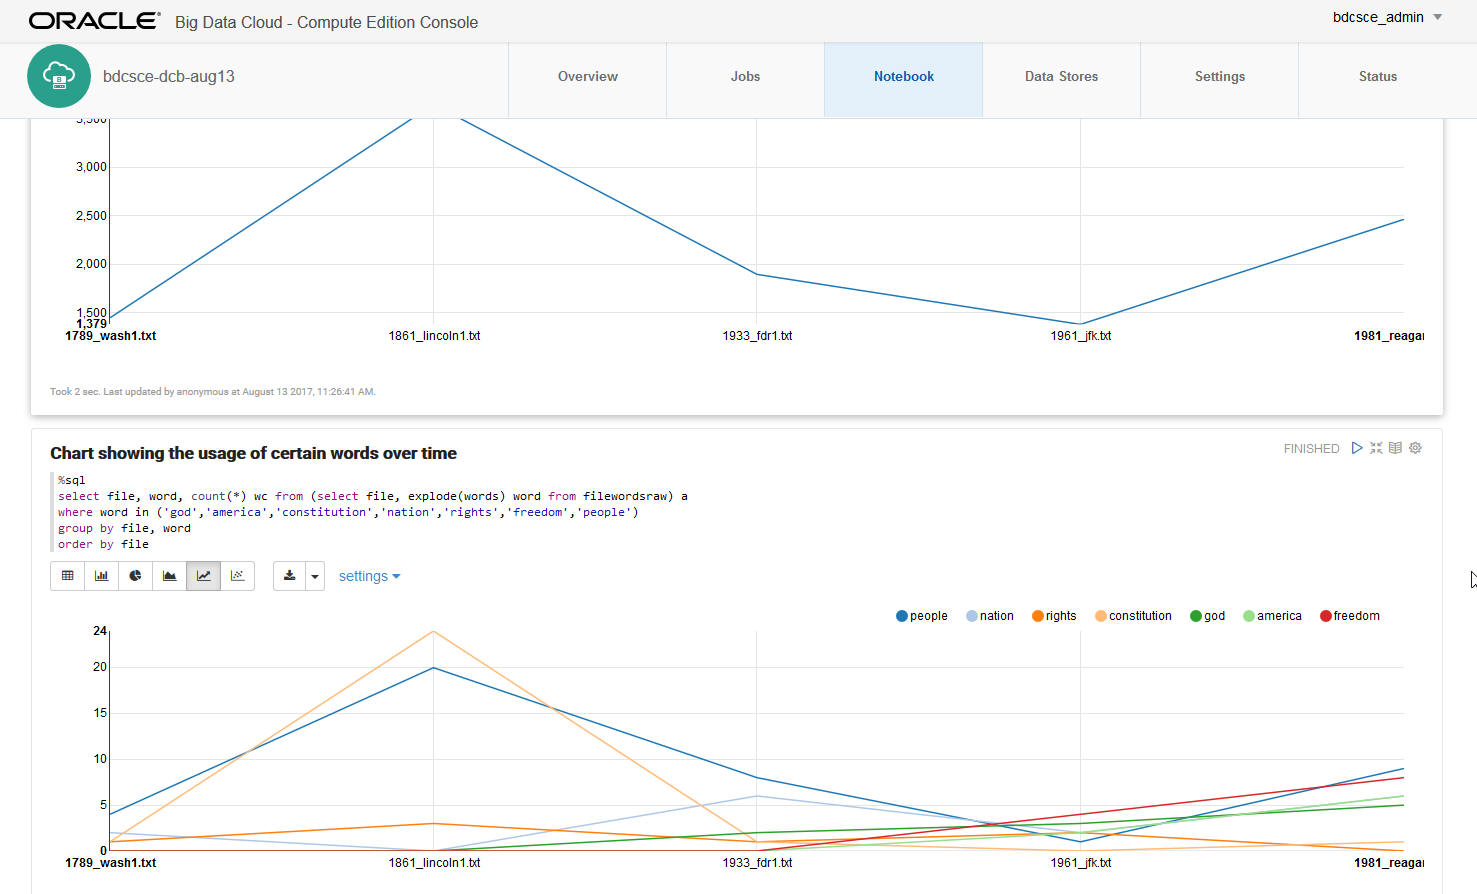 ORACLE® Big Data Cloud - Compute Edition Console
bdcsce_admin
bdcsce-dcb-aug13
Overview
Jobs
Notebook
Data Stores
Settings
Status
3,500
3,000
2,500
2,000
1,500
1,379
1789_wash1.txt
1861_lincoln1.txt
1933_fdr1.txt
1961_jfk.txt
1981_reagar
Took 2 sec. Last updated by anonymous at August 13 2017, 11:26:41 AM.
Chart showing the usage of certain words over time
FINISHED
%sql
select file, word, count(*) wc from (select file, explode(words) word from filewordsraw) a
where word in ('god','america','constitution','nation','rights','freedom','people')
group by file, word
order by file
settings
people
nation
rights
constitution
god
america
freedom
24
20
15
10
5
0
1789_wash1.txt
1861_lincoln1.txt
1933_fdr1.txt
1961_jfk.txt
1981_reagar